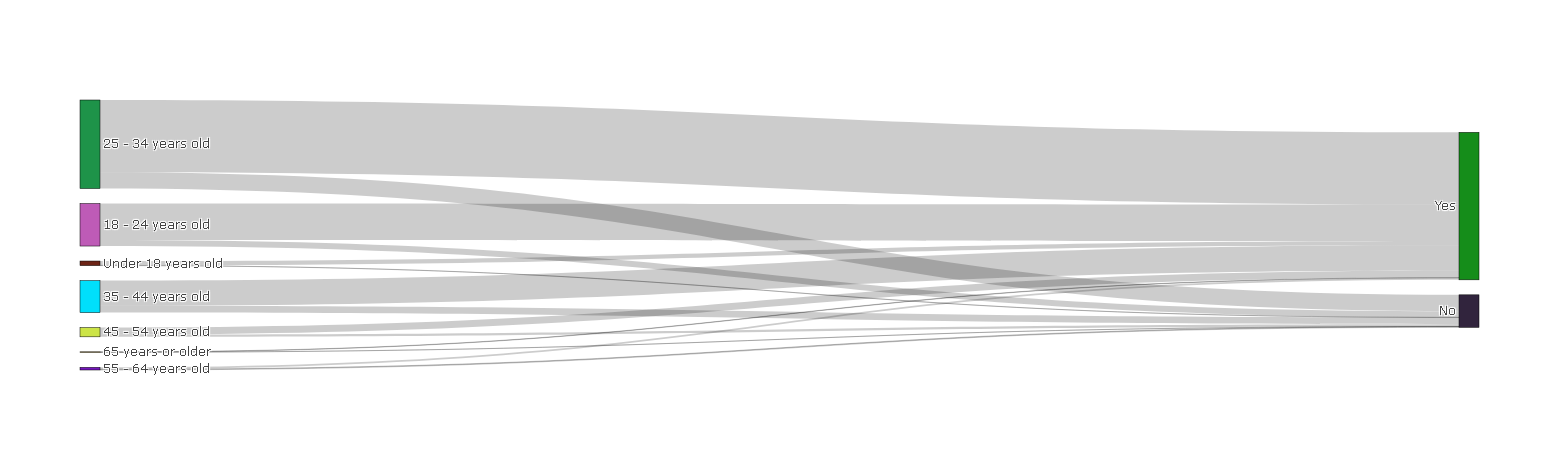 25 - 34 years old
18 - 24 years old
Under 18 years old
35 - 44 years old
45 - 54 years old
65 years or older
55 - 64 years old
Yes
No